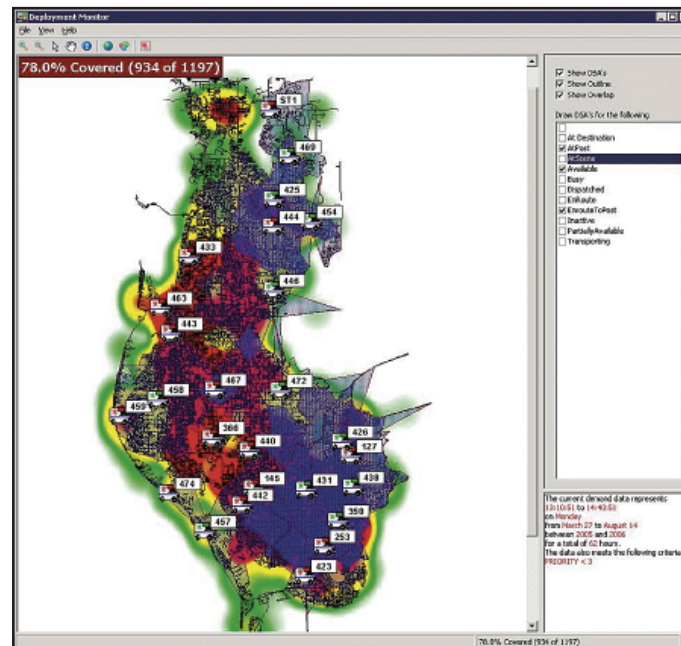 Deployment Monitor
File View Help
78.0% Covered (934 of 1197)
ST1
469
425
454
444
433
446
463
443
467
472
458
459
366
426
440
127
474
145
431
438
442
350
457
253
423
Show DSA's
Show Outline
Show Overlap
Draw DSA's for the following
At Destination
AtPost
AtScene
Available
Busy
Dispatched
EnRoute
EnrouteToPost
Inactive
PartiallyAvailable
Transporting
The current demand data represents
to 14:40:51
on Monday
from March 27 to August 14
between 2005 and 2006
for a total of 62 hours.
The data also meets the following criteria
PRIORITY < 3
78.0% Covered (934 of 1197)